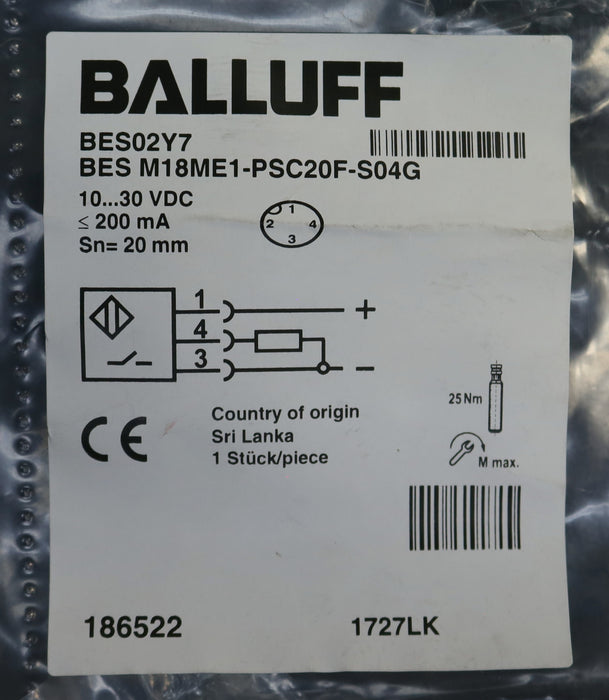 BALLUFF
BES02Y7
BES M18ME1-PSC20F-S04G
10...30 VDC
≤ 200 mA
Sn= 20 mm
1
2 4
3
1 +
4
3 −
25 Nm
M max.
CE
Country of origin
Sri Lanka
1 Stück/piece
186522 1727LK